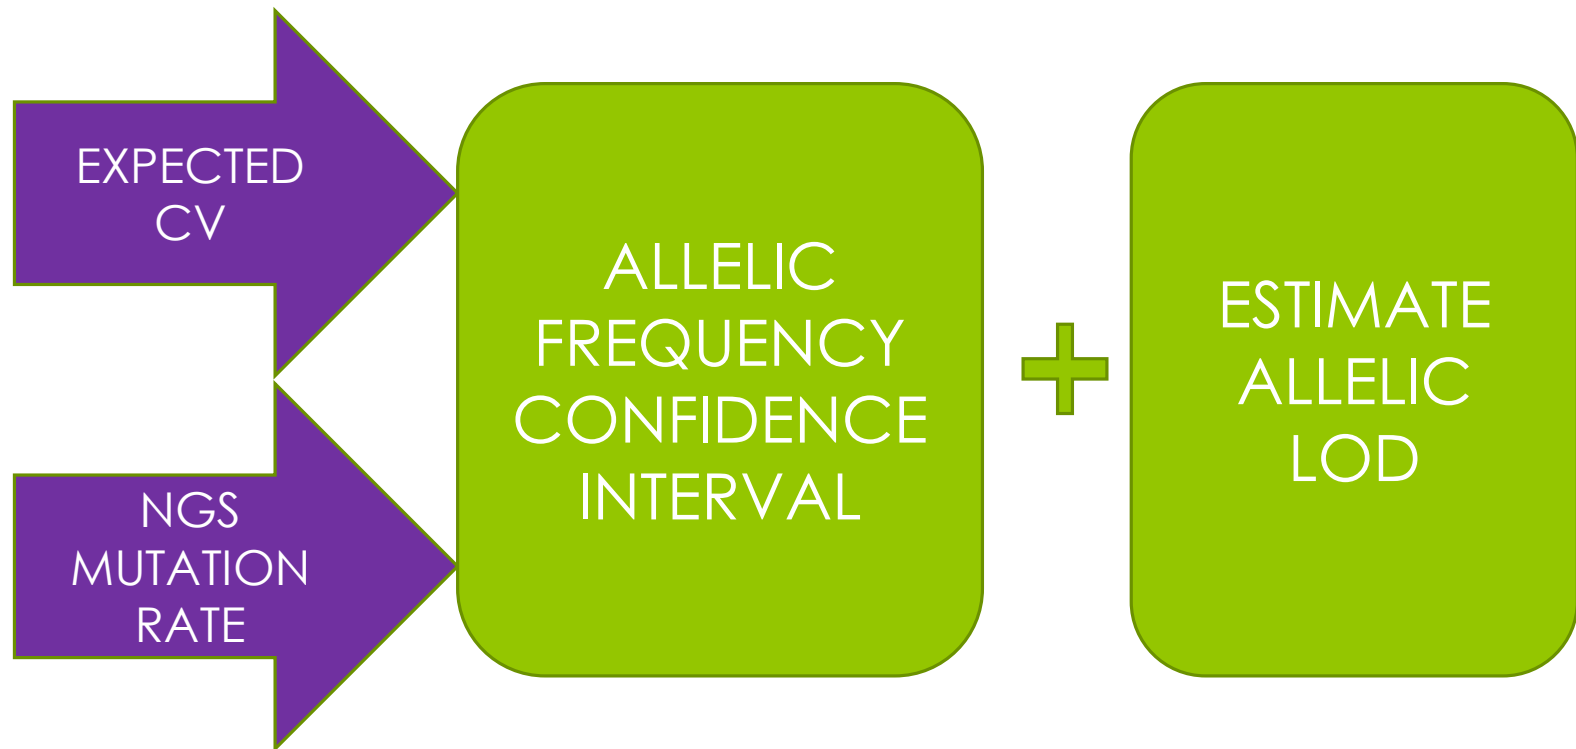 EXPECTED
CV
NGS
MUTATION
RATE
ALLELIC
FREQUENCY
CONFIDENCE
INTERVAL
ESTIMATE
ALLELIC
LOD